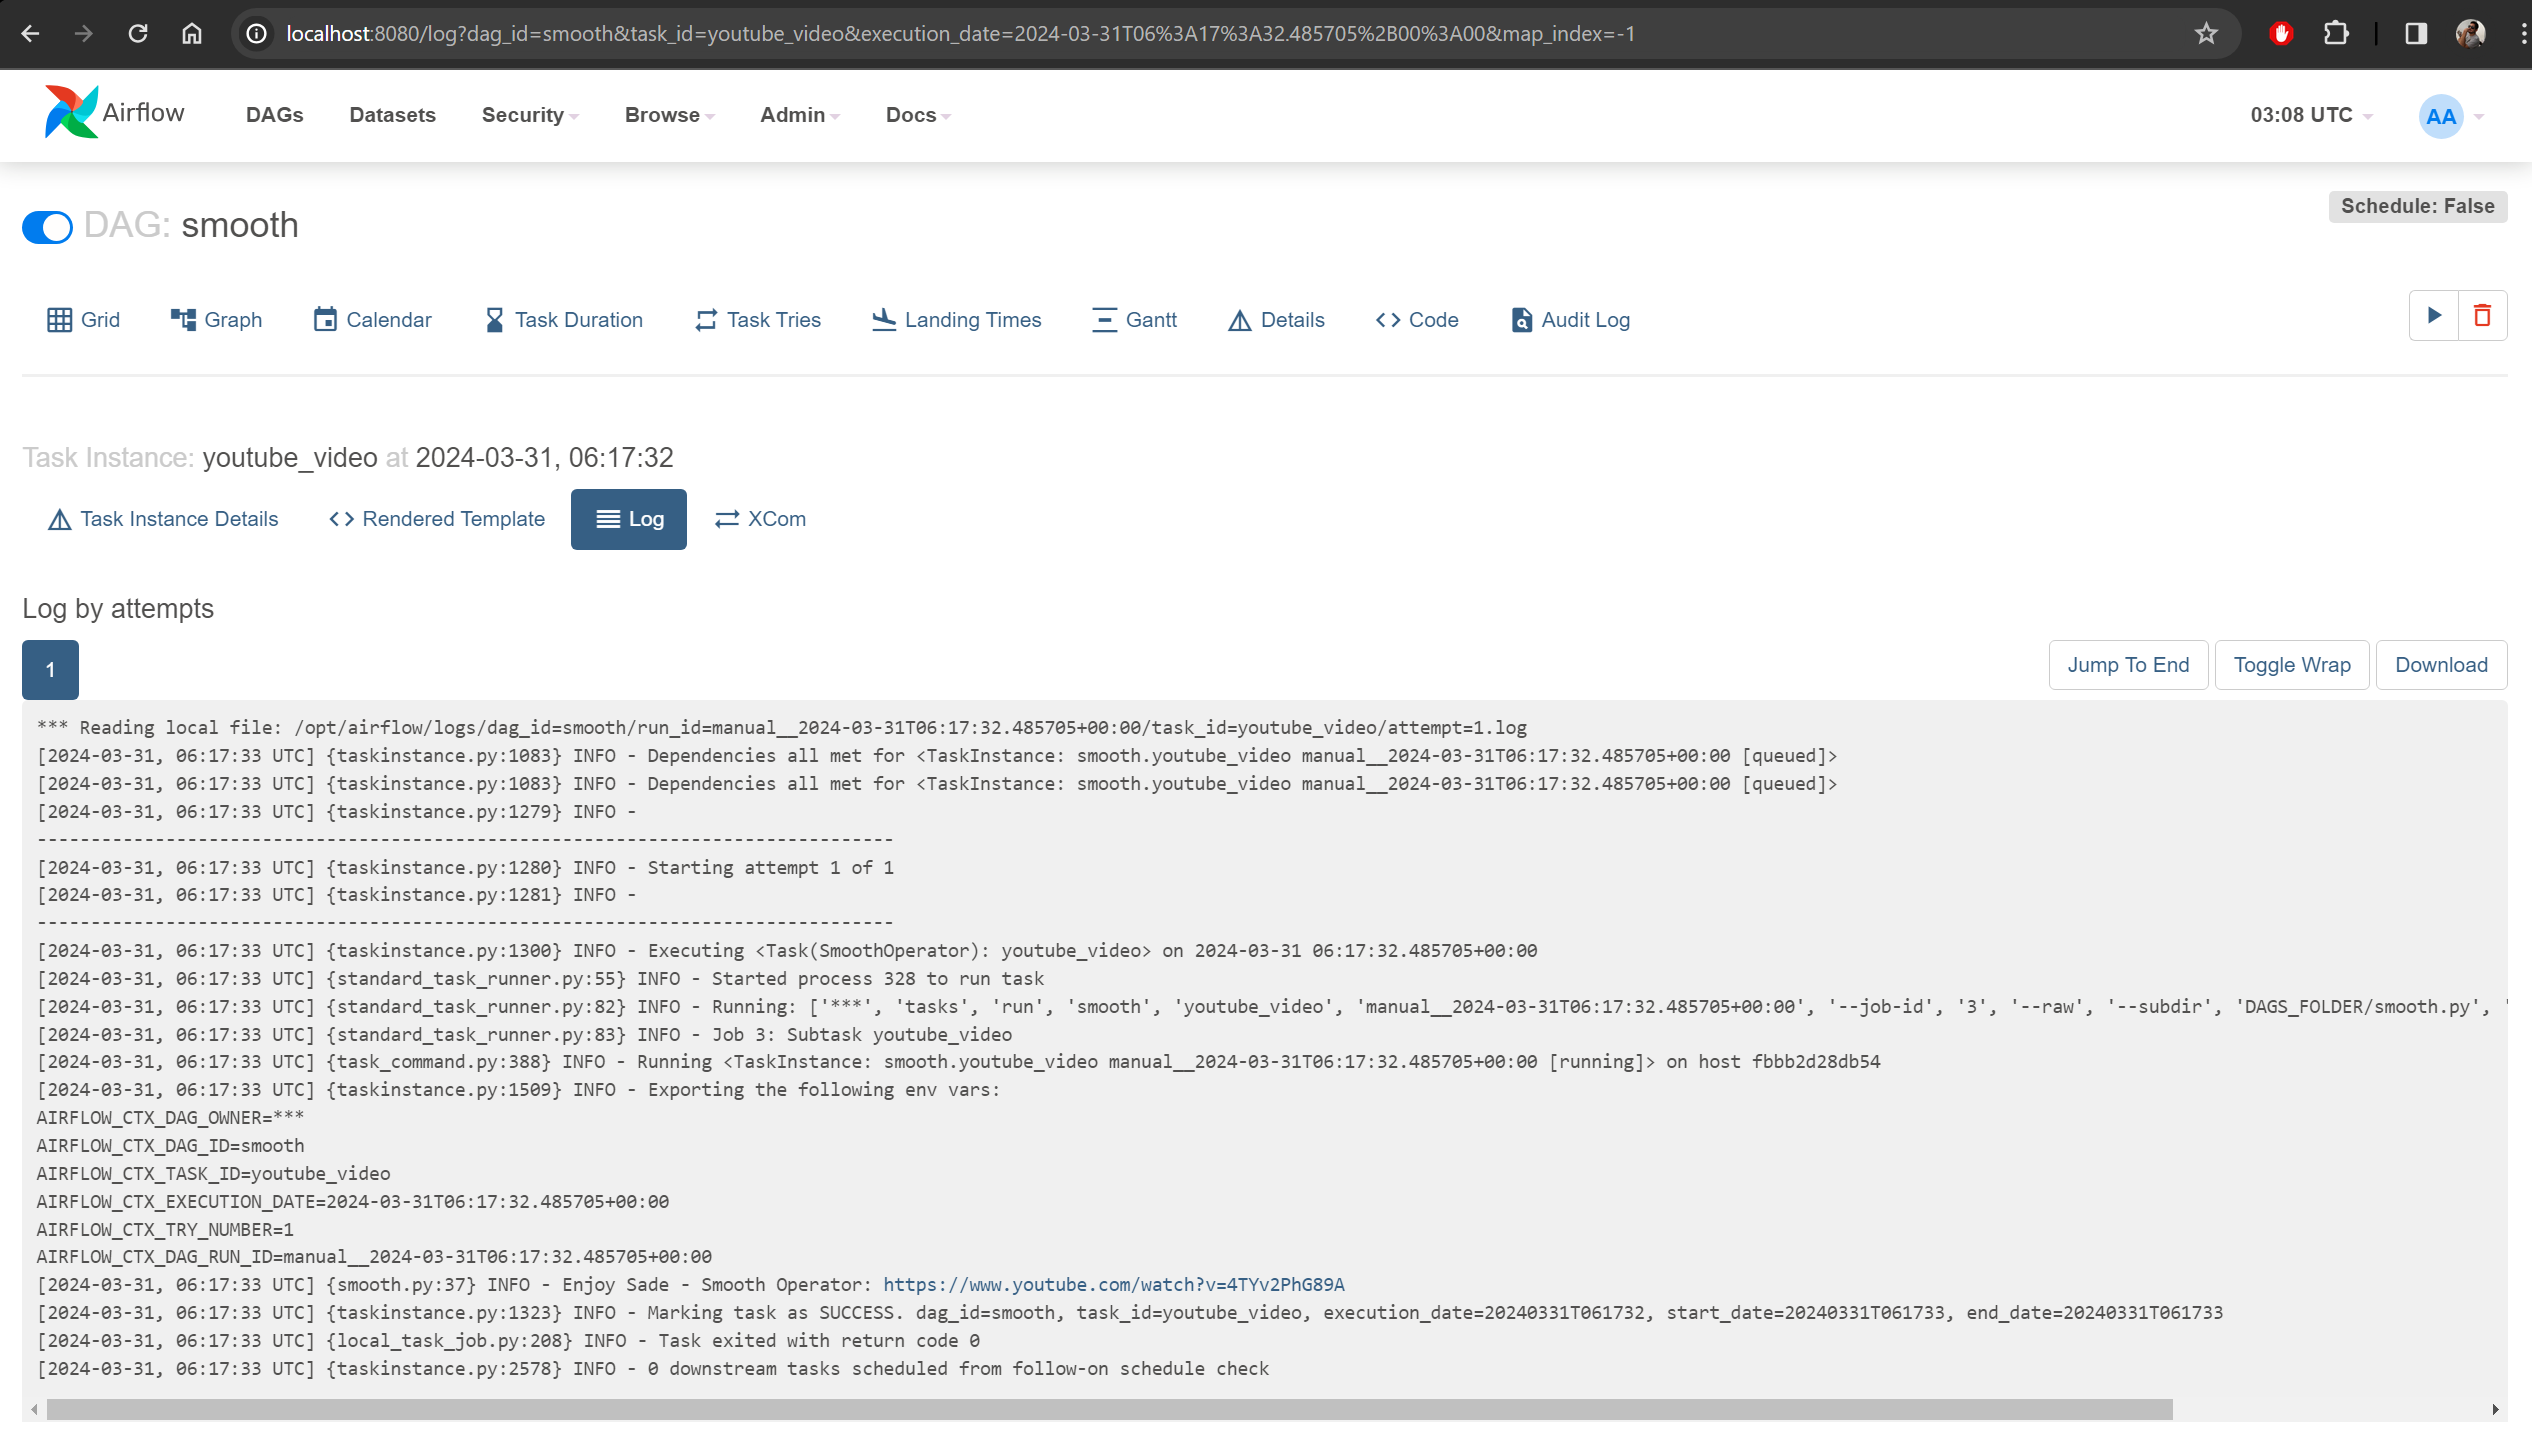 localhost:8080/log?dag_id=smooth&task_id=youtube_video&execution_date=2024-03-31T06%3A17%3A32.485705%2B00%3A00&map_index=-1
Airflow DAGs Datasets Security Browse Admin Docs 03:08 UTC AA
DAG: smooth
Schedule: False
Grid Graph Calendar Task Duration Task Tries Landing Times Gantt Details Code Audit Log
Task Instance: youtube_video at 2024-03-31, 06:17:32
Task Instance Details Rendered Template Log XCom
Log by attempts
1 Jump To End Toggle Wrap Download
*** Reading local file: /opt/airflow/logs/dag_id=smooth/run_id=manual__2024-03-31T06:17:32.485705+00:00/task_id=youtube_video/attempt=1.log
[2024-03-31, 06:17:33 UTC] {taskinstance.py:1083} INFO - Dependencies all met for <TaskInstance: smooth.youtube_video manual__2024-03-31T06:17:32.485705+00:00 [queued]>
[2024-03-31, 06:17:33 UTC] {taskinstance.py:1083} INFO - Dependencies all met for <TaskInstance: smooth.youtube_video manual__2024-03-31T06:17:32.485705+00:00 [queued]>
[2024-03-31, 06:17:33 UTC] {taskinstance.py:1279} INFO -
--------------------------------------------------------------------------------
[2024-03-31, 06:17:33 UTC] {taskinstance.py:1280} INFO - Starting attempt 1 of 1
[2024-03-31, 06:17:33 UTC] {taskinstance.py:1281} INFO -
--------------------------------------------------------------------------------
[2024-03-31, 06:17:33 UTC] {taskinstance.py:1300} INFO - Executing <Task(SmoothOperator): youtube_video> on 2024-03-31 06:17:32.485705+00:00
[2024-03-31, 06:17:33 UTC] {standard_task_runner.py:55} INFO - Started process 328 to run task
[2024-03-31, 06:17:33 UTC] {standard_task_runner.py:82} INFO - Running: ['***', 'tasks', 'run', 'smooth', 'youtube_video', 'manual__2024-03-31T06:17:32.485705+00:00', '--job-id', '3', '--raw', '--subdir', 'DAGS_FOLDER/smooth.py', '
[2024-03-31, 06:17:33 UTC] {standard_task_runner.py:83} INFO - Job 3: Subtask youtube_video
[2024-03-31, 06:17:33 UTC] {task_command.py:388} INFO - Running <TaskInstance: smooth.youtube_video manual__2024-03-31T06:17:32.485705+00:00 [running]> on host fbbb2d28db54
[2024-03-31, 06:17:33 UTC] {taskinstance.py:1509} INFO - Exporting the following env vars:
AIRFLOW_CTX_DAG_OWNER=***
AIRFLOW_CTX_DAG_ID=smooth
AIRFLOW_CTX_TASK_ID=youtube_video
AIRFLOW_CTX_EXECUTION_DATE=2024-03-31T06:17:32.485705+00:00
AIRFLOW_CTX_TRY_NUMBER=1
AIRFLOW_CTX_DAG_RUN_ID=manual__2024-03-31T06:17:32.485705+00:00
[2024-03-31, 06:17:33 UTC] {smooth.py:37} INFO - Enjoy Sade - Smooth Operator: https://www.youtube.com/watch?v=4TYv2PhG89A
[2024-03-31, 06:17:33 UTC] {taskinstance.py:1323} INFO - Marking task as SUCCESS. dag_id=smooth, task_id=youtube_video, execution_date=20240331T061732, start_date=20240331T061733, end_date=20240331T061733
[2024-03-31, 06:17:33 UTC] {local_task_job.py:208} INFO - Task exited with return code 0
[2024-03-31, 06:17:33 UTC] {taskinstance.py:2578} INFO - 0 downstream tasks scheduled from follow-on schedule check